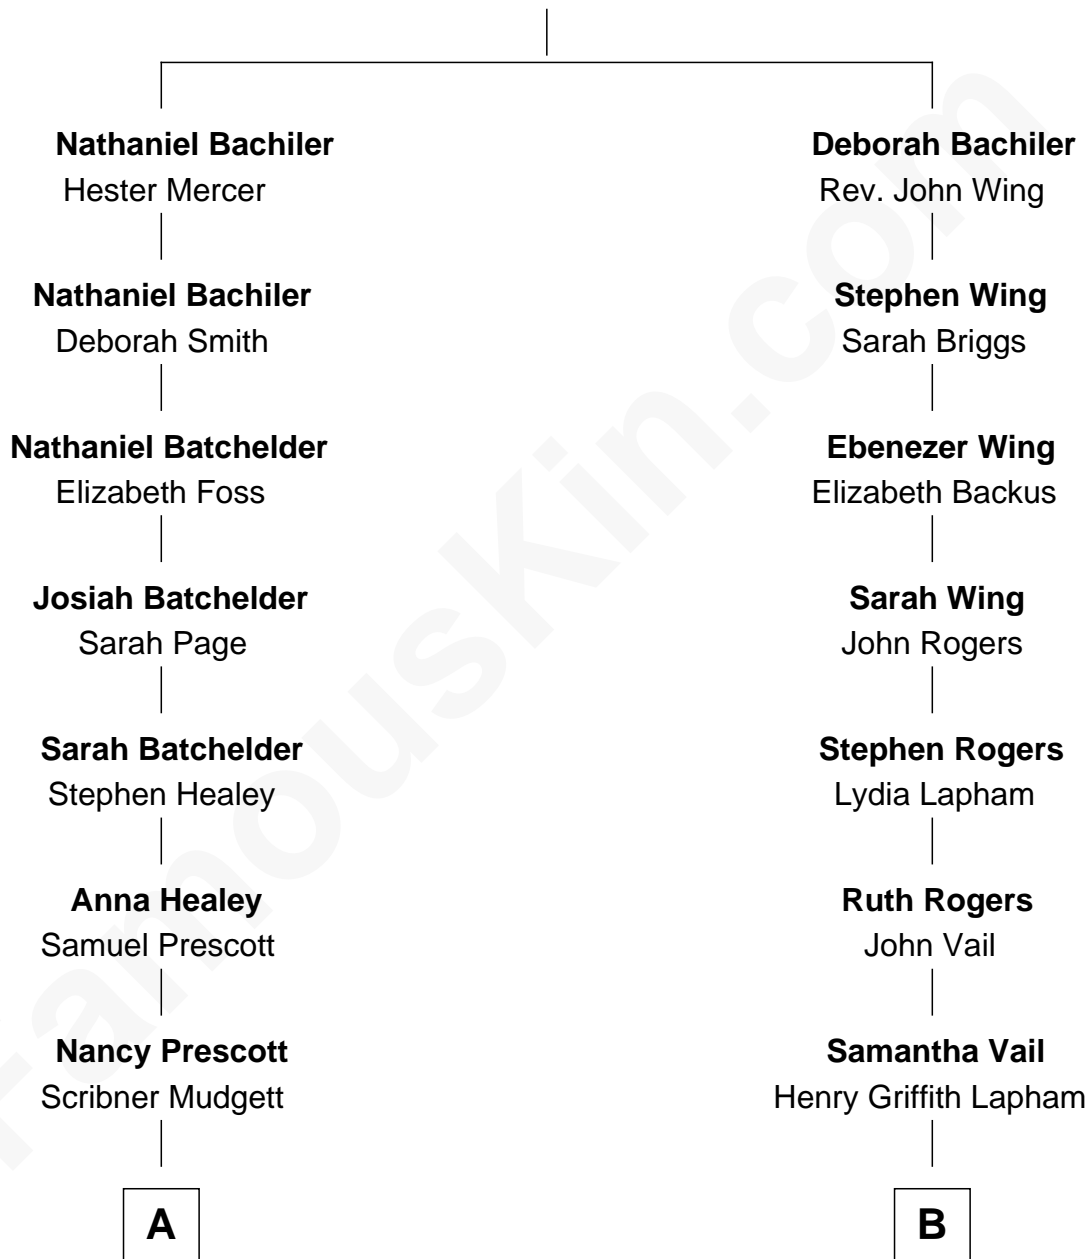 Nathaniel Bachiler
Hester Mercer
Deborah Bachiler
Rev. John Wing
Nathaniel Bachiler
Deborah Smith
Stephen Wing
Sarah Briggs
Nathaniel Batchelder
Elizabeth Foss
Ebenezer Wing
Elizabeth Backus
Josiah Batchelder
Sarah Page
Sarah Wing
John Rogers
Sarah Batchelder
Stephen Healey
Stephen Rogers
Lydia Lapham
Anna Healey
Samuel Prescott
Ruth Rogers
John Vail
Nancy Prescott
Scribner Mudgett
Samantha Vail
Henry Griffith Lapham
A
B
FamousKin.com